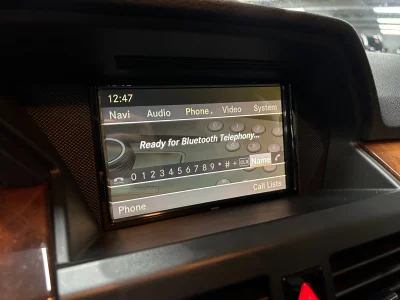 12:47
Navi Audio Phone Video System
Ready for Bluetooth Telephony...
0 1 2 3 4 5 6 7 8 9 * # + CLR Name
Call Lists
Phone